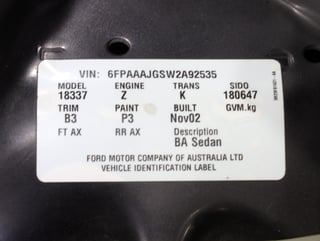 VIN: 6FPAAAJGSW2A92535
MODEL ENGINE TRANS SIDO
18337 Z K 180647
TRIM PAINT BUILT GVM.kg
B3 P3 Nov02
FT AX RR AX DESCRIPTION
BA Sedan
FORD MOTOR COMPANY OF AUSTRALIA LTD
VEHICLE IDENTIFICATION LABEL